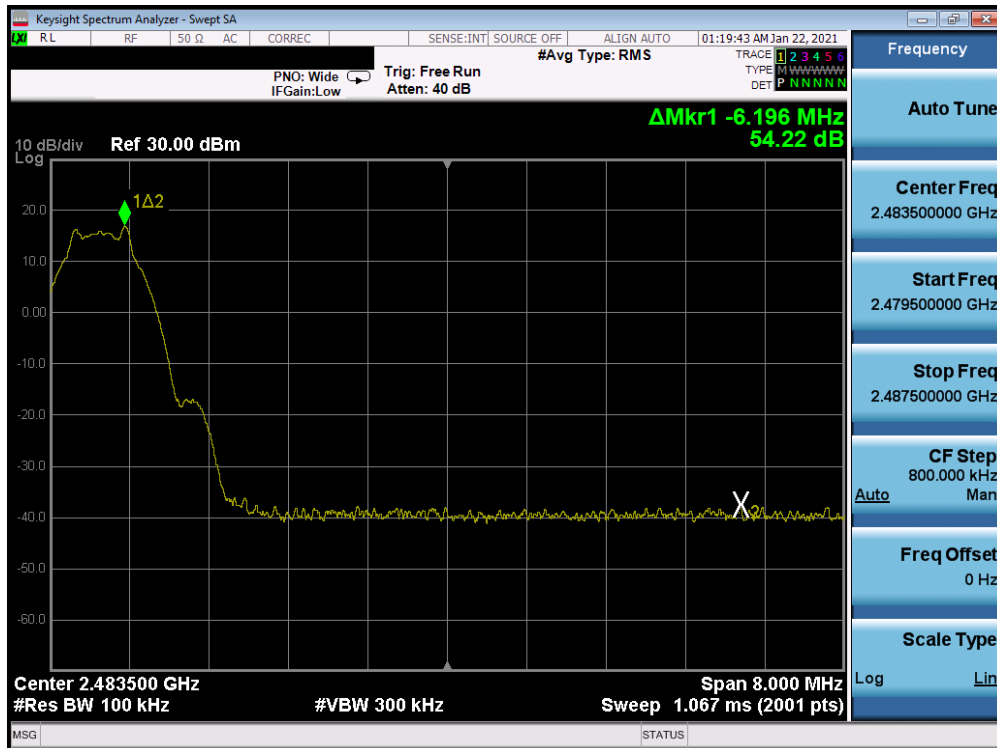 Keysight Spectrum Analyzer - Swept SA
LXI RL RF 50 Ω AC CORREC SENSE:INT SOURCE OFF ALIGN AUTO 01:19:43 AM Jan 22, 2021
#Avg Type: RMS
TRACE 1 2 3 4 5 6
TYPE M W W W W W
DET P N N N N N
PNO: Wide
IFGain:Low
Trig: Free Run
Atten: 40 dB
ΔMkr1 -6.196 MHz
54.22 dB
10 dB/div Ref 30.00 dBm
Log
1Δ2
20.0
10.0
0.00
-10.0
-20.0
-30.0
-40.0
-50.0
-60.0
X2
Center 2.483500 GHz Span 8.000 MHz
#Res BW 100 kHz #VBW 300 kHz Sweep 1.067 ms (2001 pts)
MSG STATUS
Frequency
Auto Tune
Center Freq
2.483500000 GHz
Start Freq
2.479500000 GHz
Stop Freq
2.487500000 GHz
CF Step
800.000 kHz
Auto Man
Freq Offset
0 Hz
Scale Type
Log Lin